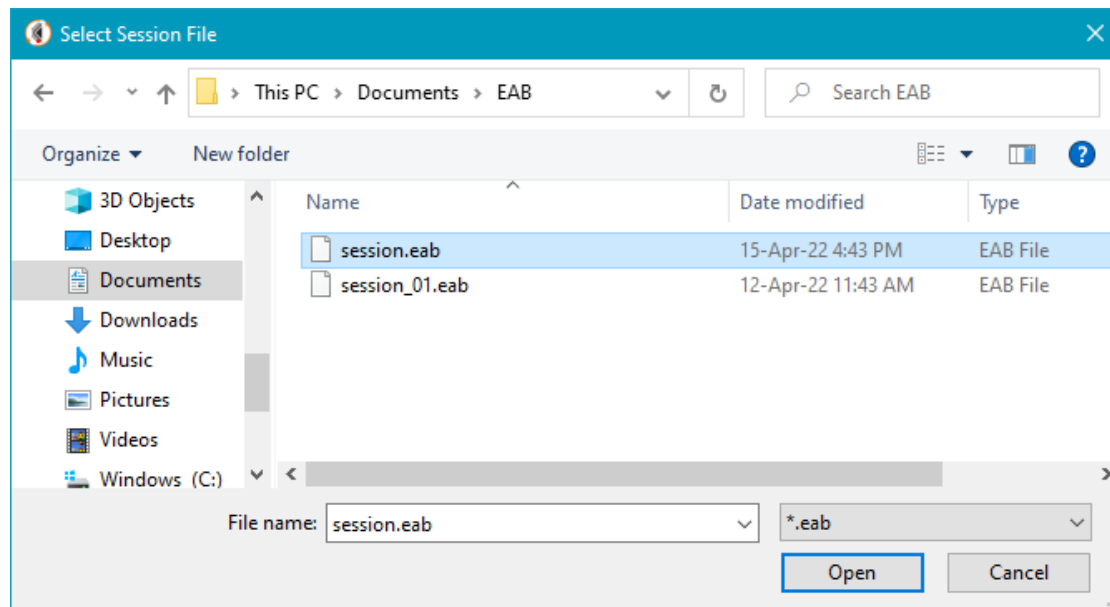 Select Session File
This PC > Documents > EAB
Search EAB
Organize
New folder
3D Objects
Desktop
Documents
Downloads
Music
Pictures
Videos
Windows (C:)
Name
Date modified
Type
session.eab
15-Apr-22 4:43 PM
EAB File
session_01.eab
12-Apr-22 11:43 AM
EAB File
File name:
session.eab
*.eab
Open
Cancel